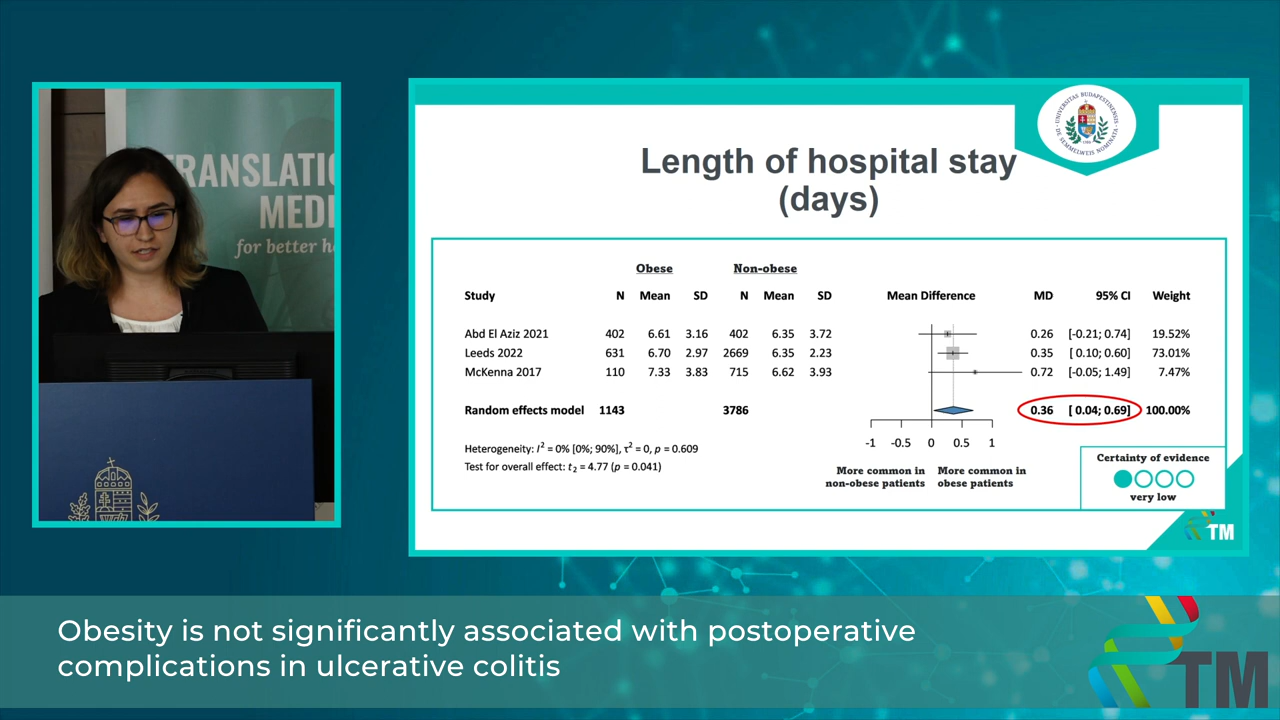 TRANSLATIO
MEDI
for better h
UNIVERSITAS BUDAPESTINENSIS
DE SEMMELWEIS NOMINATA
Length of hospital stay
(days)
Obese Non-obese
Study N Mean SD N Mean SD Mean Difference MD 95% CI Weight
Abd El Aziz 2021 402 6.61 3.16 402 6.35 3.72 0.26 [-0.21; 0.74] 19.52%
Leeds 2022 631 6.70 2.97 2669 6.35 2.23 0.35 [ 0.10; 0.60] 73.01%
McKenna 2017 110 7.33 3.83 715 6.62 3.93 0.72 [-0.05; 1.49] 7.47%
Random effects model 1143 3786 0.36 [ 0.04; 0.69] 100.00%
-1 -0.5 0 0.5 1
Heterogeneity: I² = 0% [0%; 90%], τ² = 0, p = 0.609
Test for overall effect: t₂ = 4.77 (p = 0.041)
More common in
non-obese patients
More common in
obese patients
Certainty of evidence
very low
TM
Obesity is not significantly associated with postoperative
complications in ulcerative colitis
TM